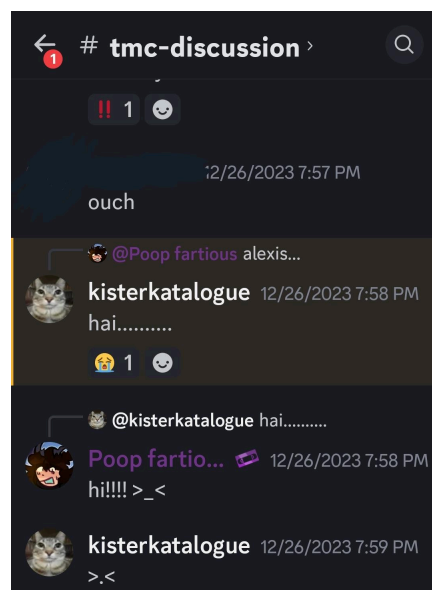 1
# tmc-discussion ›
‼ 1
12/26/2023 7:57 PM
ouch
@Poop fartious alexis...
kisterkatalogue 12/26/2023 7:58 PM
hai..........
😭 1
@kisterkatalogue hai..........
Poop fartio... 12/26/2023 7:58 PM
hi!!!! >_<
kisterkatalogue 12/26/2023 7:59 PM
>.<